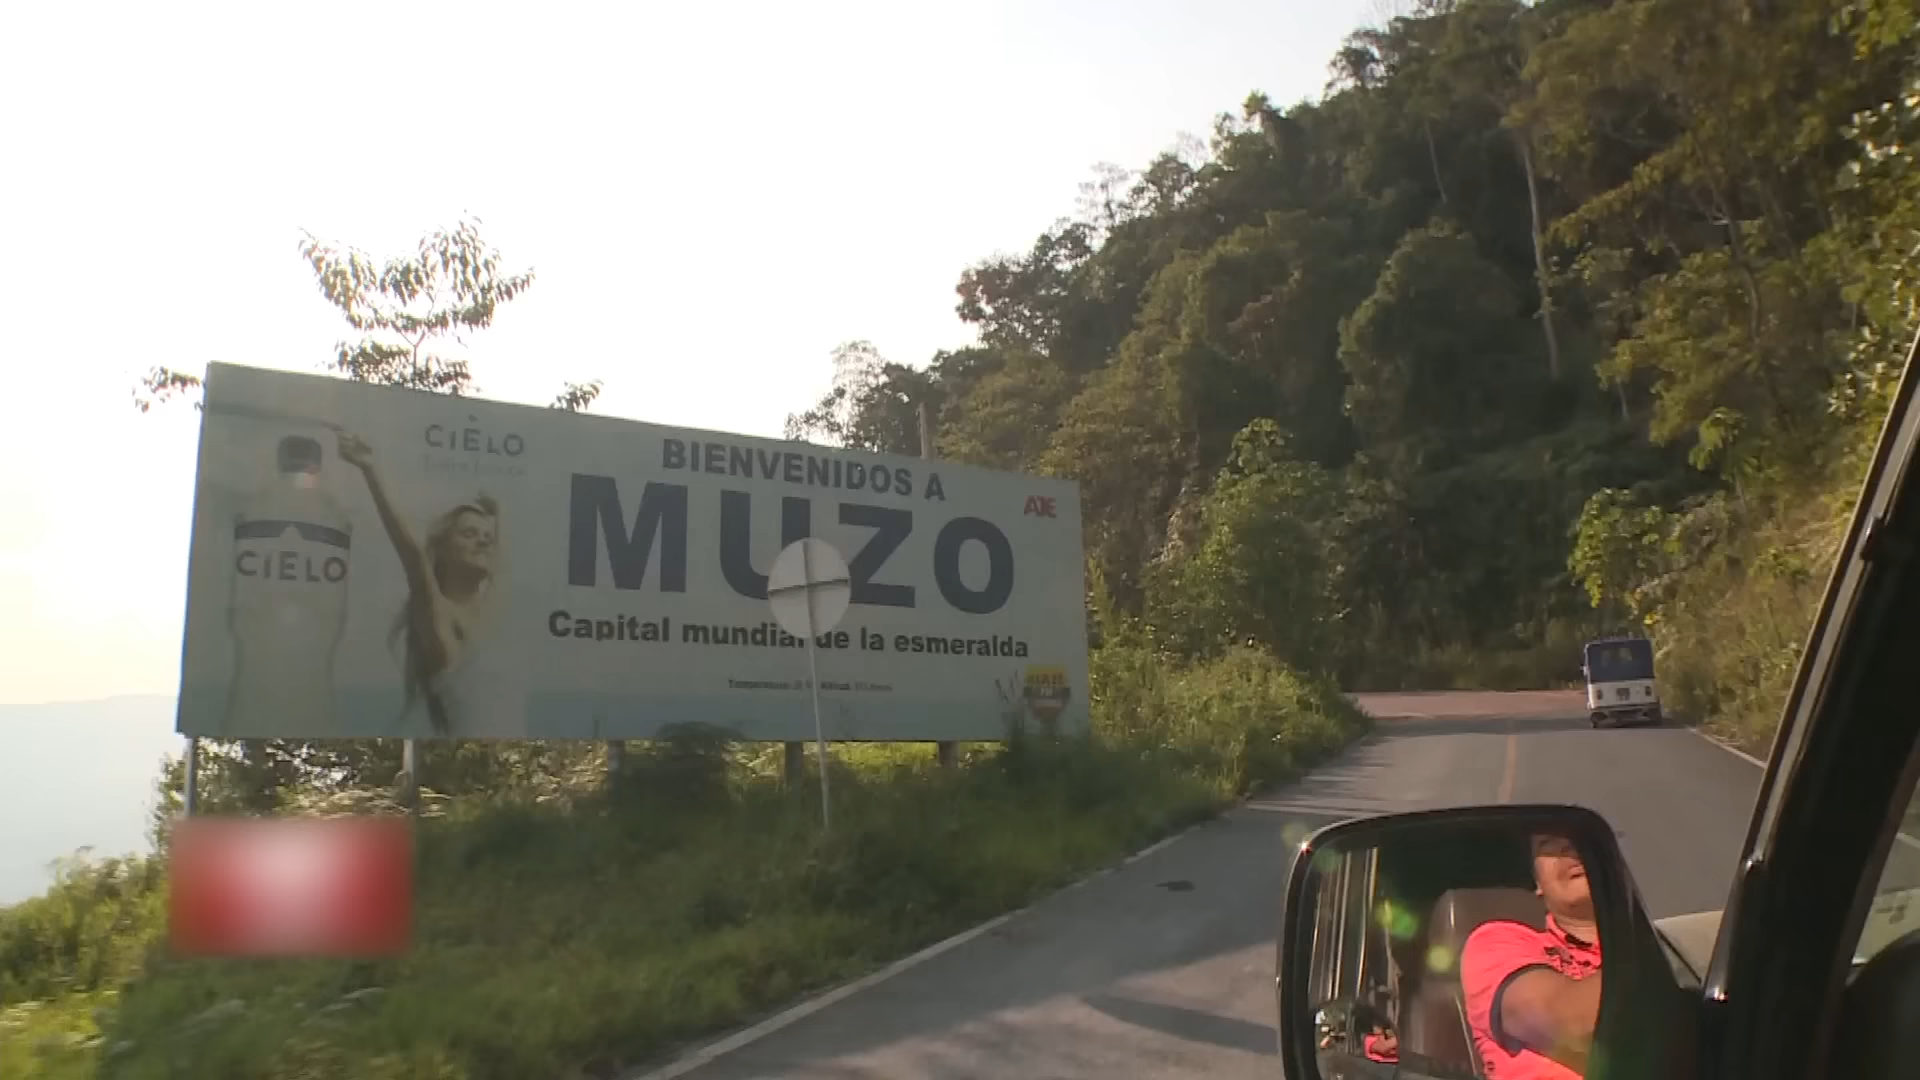 CIELO
CIELO
BIENVENIDOS A
MUZO
AJE
Capital mundial de la esmeralda